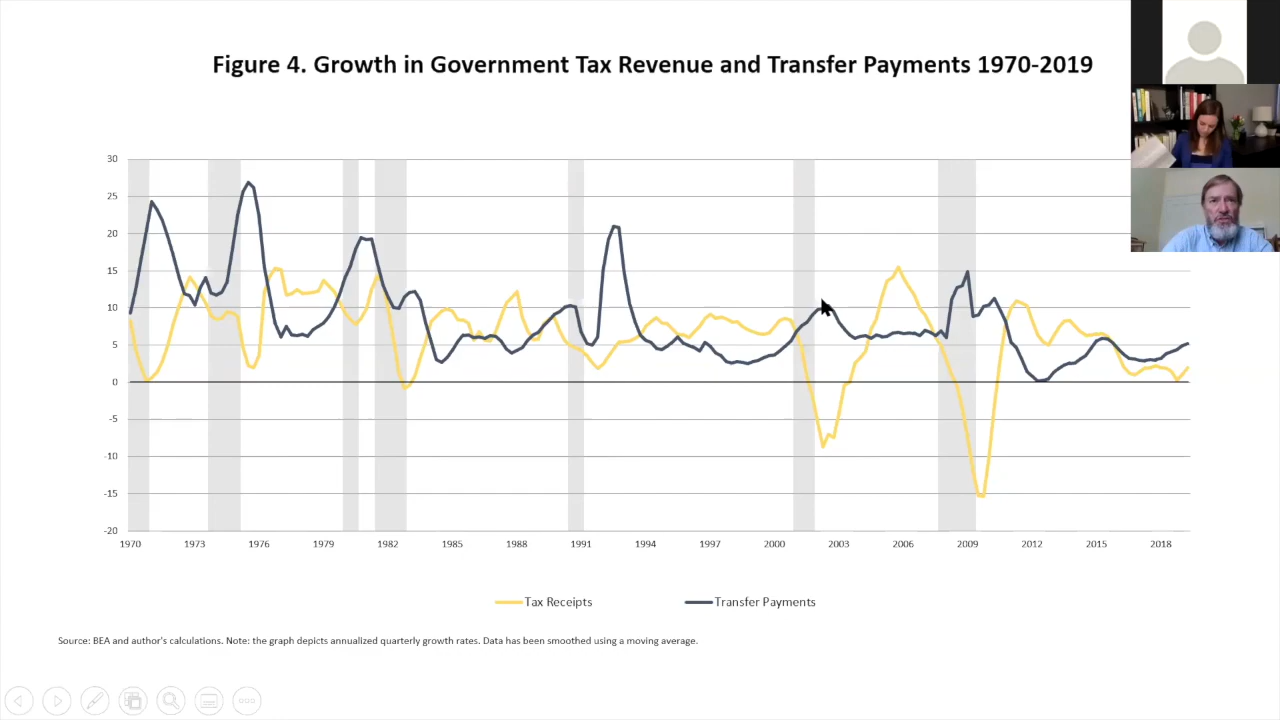 Figure 4. Growth in Government Tax Revenue and Transfer Payments 1970-2019
30
25
20
15
10
5
0
-5
-10
-15
-20
1970 1973 1976 1979 1982 1985 1988 1991 1994 1997 2000 2003 2006 2009 2012 2015 2018
Tax Receipts Transfer Payments
Source: BEA and author's calculations. Note: the graph depicts annualized quarterly growth rates. Data has been smoothed using a moving average.